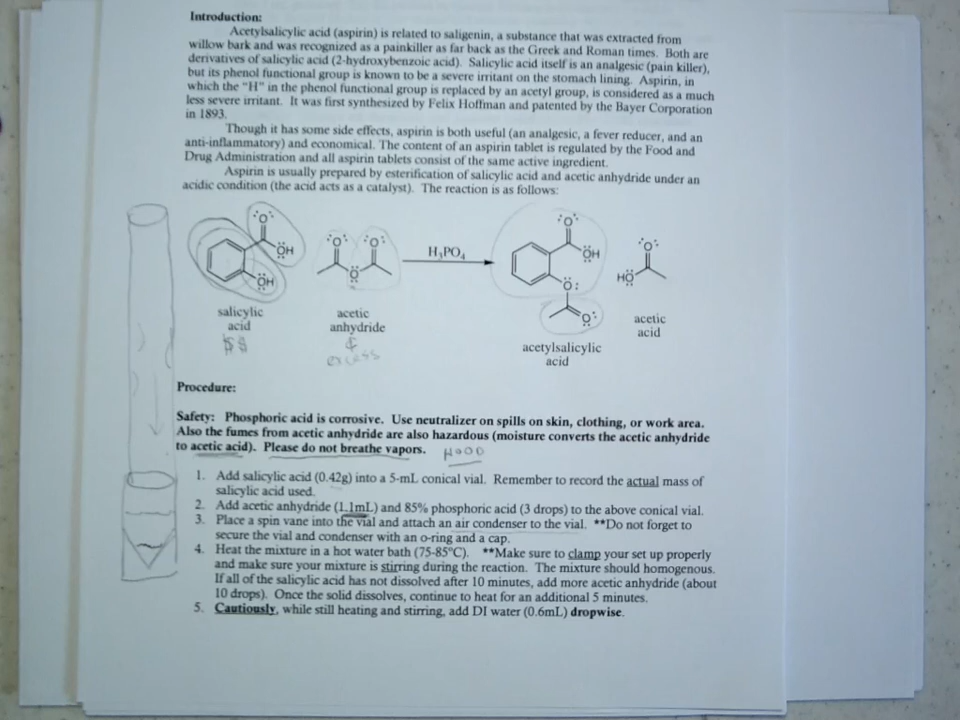 Introduction:
Acetylsalicylic acid (aspirin) is related to saligenin, a substance that was extracted from
willow bark and was recognized as a painkiller as far back as the Greek and Roman times. Both are
derivatives of salicylic acid (2-hydroxybenzoic acid). Salicylic acid itself is an analgesic (pain killer),
but its phenol functional group is known to be a severe irritant on the stomach lining. Aspirin, in
which the "H" in the phenol functional group is replaced by an acetyl group, is considered as a much
less severe irritant. It was first synthesized by Felix Hoffman and patented by the Bayer Corporation
in 1893.
Though it has some side effects, aspirin is both useful (an analgesic, a fever reducer, and an
anti-inflammatory) and economical. The content of an aspirin tablet is regulated by the Food and
Drug Administration and all aspirin tablets consist of the same active ingredient.
Aspirin is usually prepared by esterification of salicylic acid and acetic anhydride under an
acidic condition (the acid acts as a catalyst). The reaction is as follows:
O O O O O
OH H₃PO₄ OH
OH O O: HO
O
salicylic acid
$$
acetic anhydride
¢
excess
acetylsalicylic acid
acetic acid
Procedure:
Safety: Phosphoric acid is corrosive. Use neutralizer on spills on skin, clothing, or work area.
Also the fumes from acetic anhydride are also hazardous (moisture converts the acetic anhydride
to acetic acid). Please do not breathe vapors. HOOD
1. Add salicylic acid (0.42g) into a 5-mL conical vial. Remember to record the actual mass of
salicylic acid used.
2. Add acetic anhydride (1.1mL) and 85% phosphoric acid (3 drops) to the above conical vial.
3. Place a spin vane into the vial and attach an air condenser to the vial. **Do not forget to
secure the vial and condenser with an o-ring and a cap.
4. Heat the mixture in a hot water bath (75-85°C). **Make sure to clamp your set up properly
and make sure your mixture is stirring during the reaction. The mixture should homogenous.
If all of the salicylic acid has not dissolved after 10 minutes, add more acetic anhydride (about
10 drops). Once the solid dissolves, continue to heat for an additional 5 minutes.
5. Cautiously, while still heating and stirring, add DI water (0.6mL) dropwise.